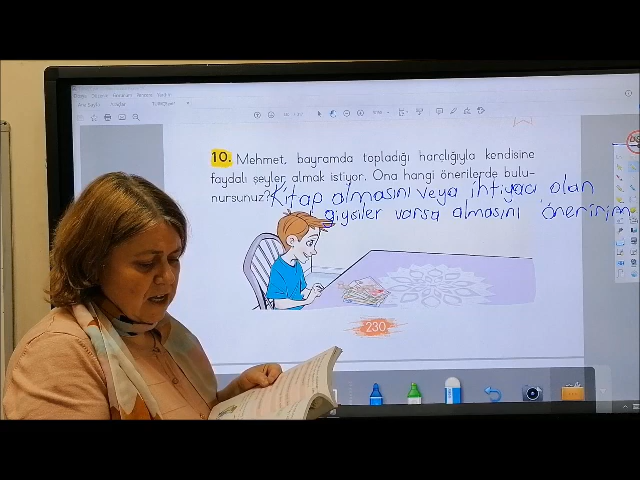 10. Mehmet, bayramda topladığı harçlığıyla kendisine
faydalı şeyler almak istiyor. Ona hangi önerilerde bulu-
nursunuz? Kitap almasını veya ihtiyacı olan
giysiler varsa almasını öneririm
230